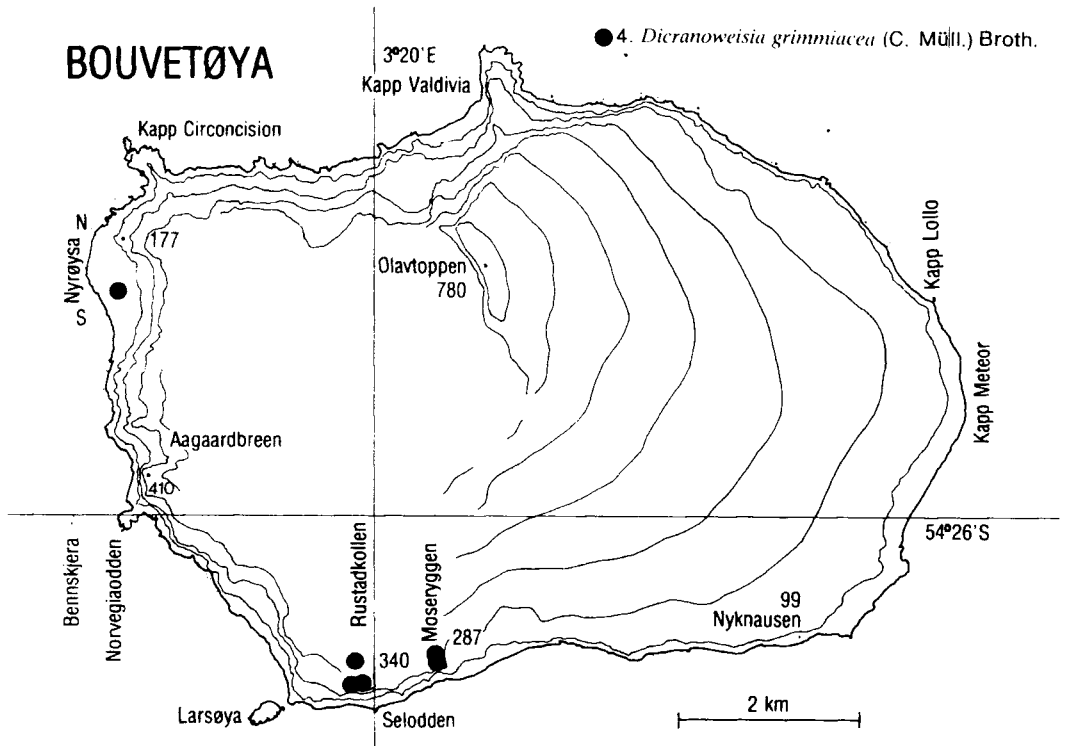 BOUVETØYA
3°20'E
● 4. Dicranoweisia grimmiacea (C. Müll.) Broth.
Kapp Valdivia
Kapp Circoncision
N
Nyrøysa
S
177
Olavtoppen
780
Kapp Lollo
Kapp Meteor
Aagaardbreen
410
54°26'S
Bennskjera
Norvegiaodden
Rustadkollen
Moseryggen
99
Nyknausen
287
340
Larsøya
Selodden
2 km